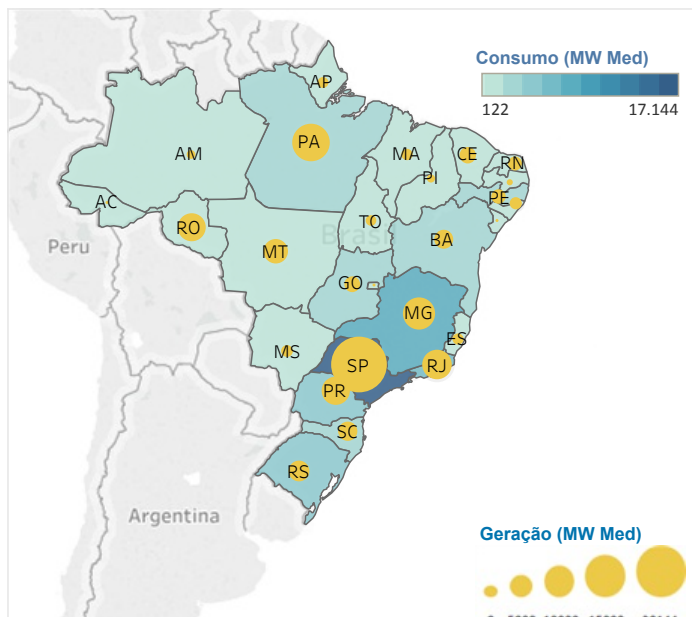 Consumo (MW Med)
122 17.144
AP
AM
PA
MA
CE
RN
PI
PE
AC
TO
RO
Brasil
BA
MT
Peru
GO
MG
ES
MS
SP
RJ
PR
SC
RS
Argentina
Geração (MW Med)